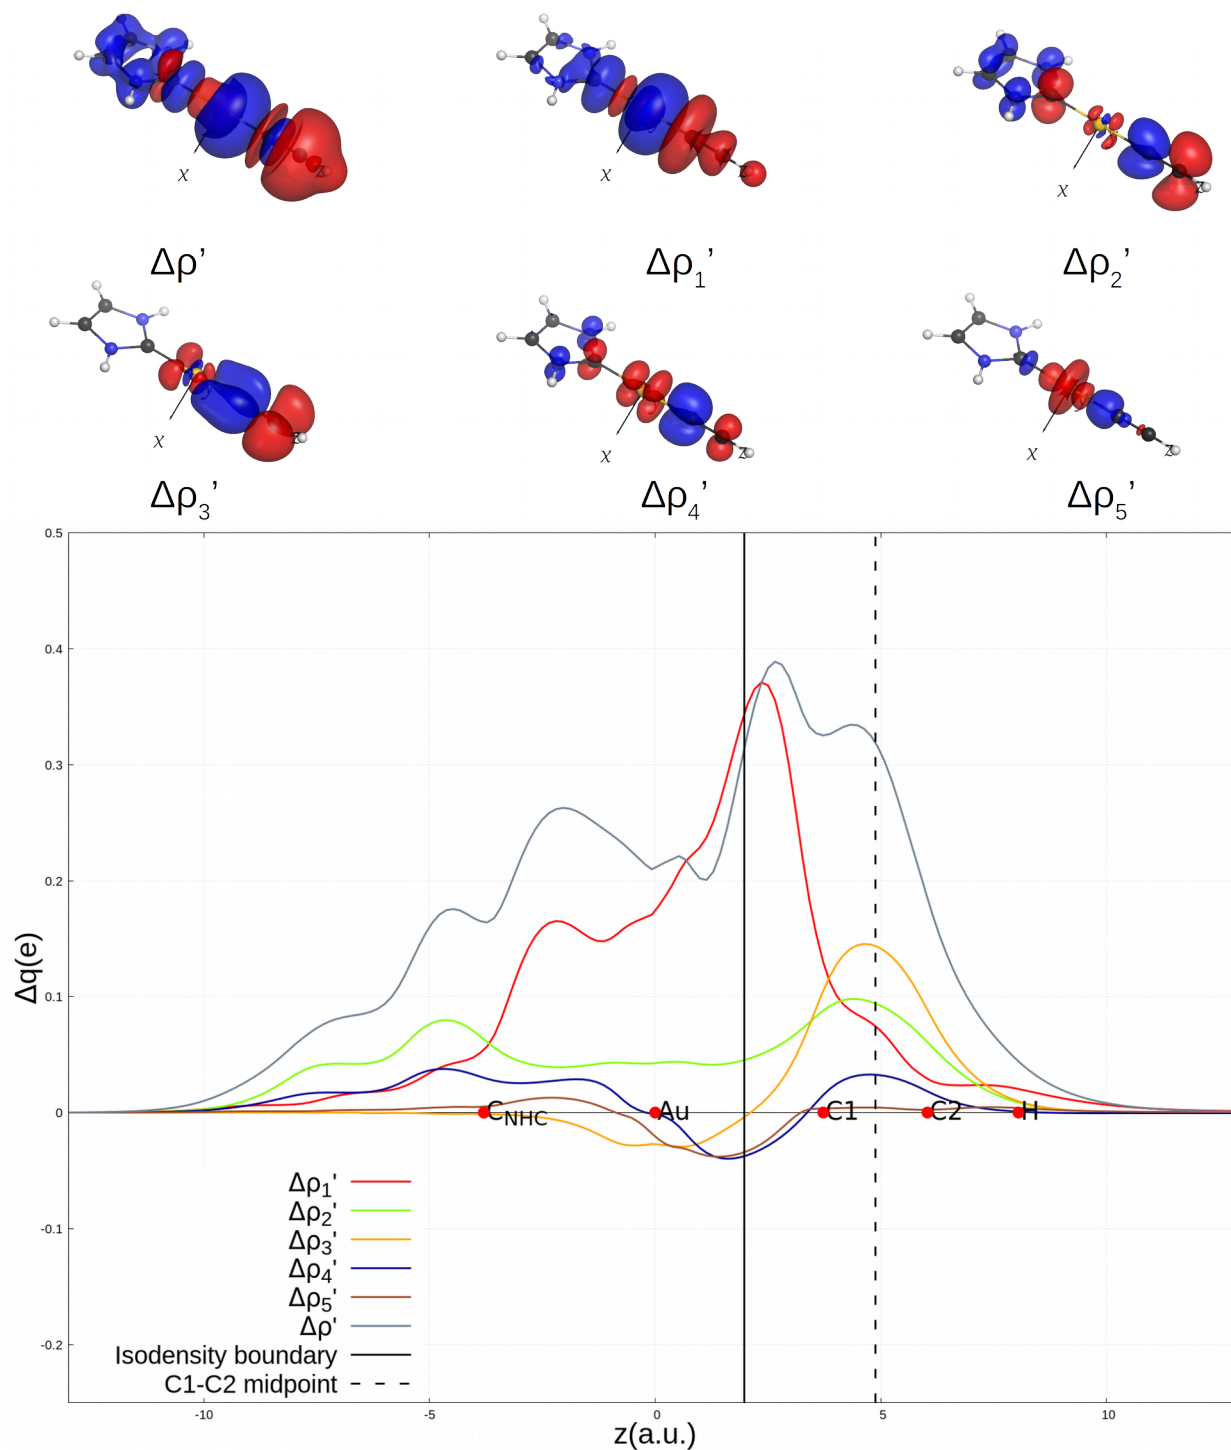 x z x z x z
Δρ’ Δρ₁’ Δρ₂’
x z x z x z
Δρ₃’ Δρ₄’ Δρ₅’
0.5
0.4
0.3
0.2
0.1
0
-0.1
-0.2
Δq(e)
C_NHC Au C1 C2 H
Δρ₁'
Δρ₂'
Δρ₃'
Δρ₄'
Δρ₅'
Δρ'
Isodensity boundary
C1-C2 midpoint
-10 -5 0 5 10
z(a.u.)